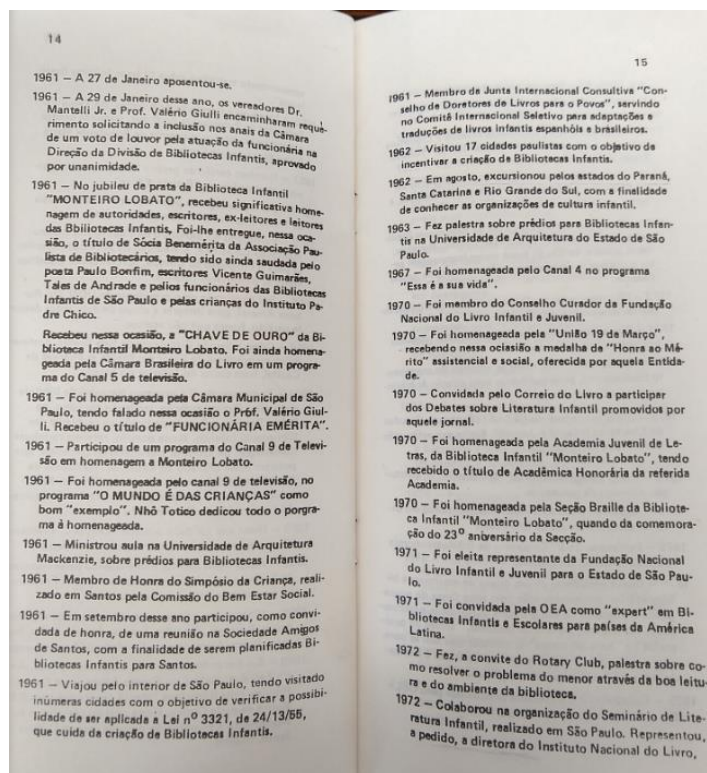 14
1961 — A 27 de Janeiro aposentou-se.
1961 — A 29 de Janeiro desse ano, os vereadores Dr.
Mantelli Jr. e Prof. Valério Giulli encaminharam reque-
rimento solicitando a inclusão nos anais da Câmara
de um voto de louvor pela atuação da funcionária na
Direção da Divisão de Bibliotecas Infantis, aprovado
por unanimidade.
1961 — No jubileu de prata da Biblioteca Infantil
"MONTEIRO LOBATO", recebeu significativa home-
nagem de autoridades, escritores, ex-leitores e leitores
das Bbiliotecas Infantis, Foi-lhe entregue, nessa oca-
sião, o título de Sócia Benemérita da Associação Pau-
lista de Bibliotecários, tendo sido ainda saudada pelo
poeta Paulo Bonfim, escritores Vicente Guimarães,
Tales de Andrade e pelios funcionários das Bibliotecas
Infantis de São Paulo e pelas crianças do Instituto Pa-
dre Chico.
Recebeu nessa ocasião, a "CHAVE DE OURO" da Bi-
blioteca Infantil Monteiro Lobato. Foi ainda homena-
geada pela Câmara Brasileira do Livro em um progra-
ma do Canal 5 de televisão.
1961 — Foi homenageada pela Câmara Municipal de São
Paulo, tendo falado nessa ocasião o Prof. Valério Giul-
li. Recebeu o título de "FUNCIONÁRIA EMÉRITA".
1961 — Participou de um programa do Canal 9 de Televi-
são em homenagem a Monteiro Lobato.
1961 — Foi homenageada pelo canal 9 de televisão, no
programa "O MUNDO É DAS CRIANÇAS" como
bom "exemplo". Nhô Totico dedicou todo o porgra-
ma à homenageada.
1961 — Ministrou aula na Universidade de Arquitetura
Mackenzie, sobre prédios para Bibliotecas Infantis.
1961 — Membro de Honra do Simpósio da Criança, reali-
zado em Santos pela Comissão do Bem Estar Social.
1961 — Em setembro desse ano participou, como convi-
dada de honra, de uma reunião na Sociedade Amigos
de Santos, com a finalidade de serem planificadas Bi-
bliotecas Infantis para Santos.
1961 — Viajou pelo interior de São Paulo, tendo visitado
inúmeras cidades com o objetivo de verificar a possibi-
lidade de ser aplicada a Lei nº 3321, de 24/13/55,
que cuida da criação de Bibliotecas Infantis.
15
1961 — Membro de Junta Internacional Consultiva "Con-
selho de Doretores de Livros para o Povos", servindo
no Comitê Internacional Seletivo para adaptações e
traduções de livros infantis espanhóis e brasileiros.
1962 — Visitou 17 cidades paulistas com o objetivo de
incentivar a criação de Bibliotecas Infantis.
1962 — Em agosto, excursionou pelos estados do Paraná,
Santa Catarina e Rio Grande do Sul, com a finalidade
de conhecer as organizações de cultura infantil.
1963 — Fez palestra sobre prédios para Bibliotecas Infan-
tis na Universidade de Arquitetura do Estado de São
Paulo.
1967 — Foi homenageada pelo Canal 4 no programa
"Essa é a sua vida".
1970 — Foi membro do Conselho Curador da Fundação
Nacional do Livro Infantil e Juvenil.
1970 — Foi homenageada pela "União 19 de Março",
recebendo nessa ociasião a medalha de "Honra ao Mé-
rito" assistencial e social, oferecida por aquela Entida-
de.
1970 — Convidada pelo Correio do Livro a participar
dos Debates sobre Literatura Infantil promovidos por
aquele jornal.
1970 — Foi homenageada pela Academia Juvenil de Le-
tras, da Biblioteca Infantil "Monteiro Lobato", tendo
recebido o título de Acadêmica Honorária da referida
Academia.
1970 — Foi homenageada pela Seção Braille da Bibliote-
ca Infantil "Monteiro Lobato", quando da comemora-
ção do 23º aniversário da Secção.
1971 — Foi eleita representante da Fundação Nacional
do Livro Infantil e Juvenil para o Estado de São Pau-
lo.
1971 — Foi convidada pela OEA como "expert" em Bi-
bliotecas Infantis e Escolares para países da América
Latina.
1972 — Fez, a convite do Rotary Club, palestra sobre co-
mo resolver o problema do menor através da boa leitu-
ra e do ambiente da biblioteca.
1972 — Colaborou na organização do Seminário de Lite-
ratura Infantil, realizado em São Paulo. Representou,
a pedido, a diretora do Instituto Nacional do Livro,